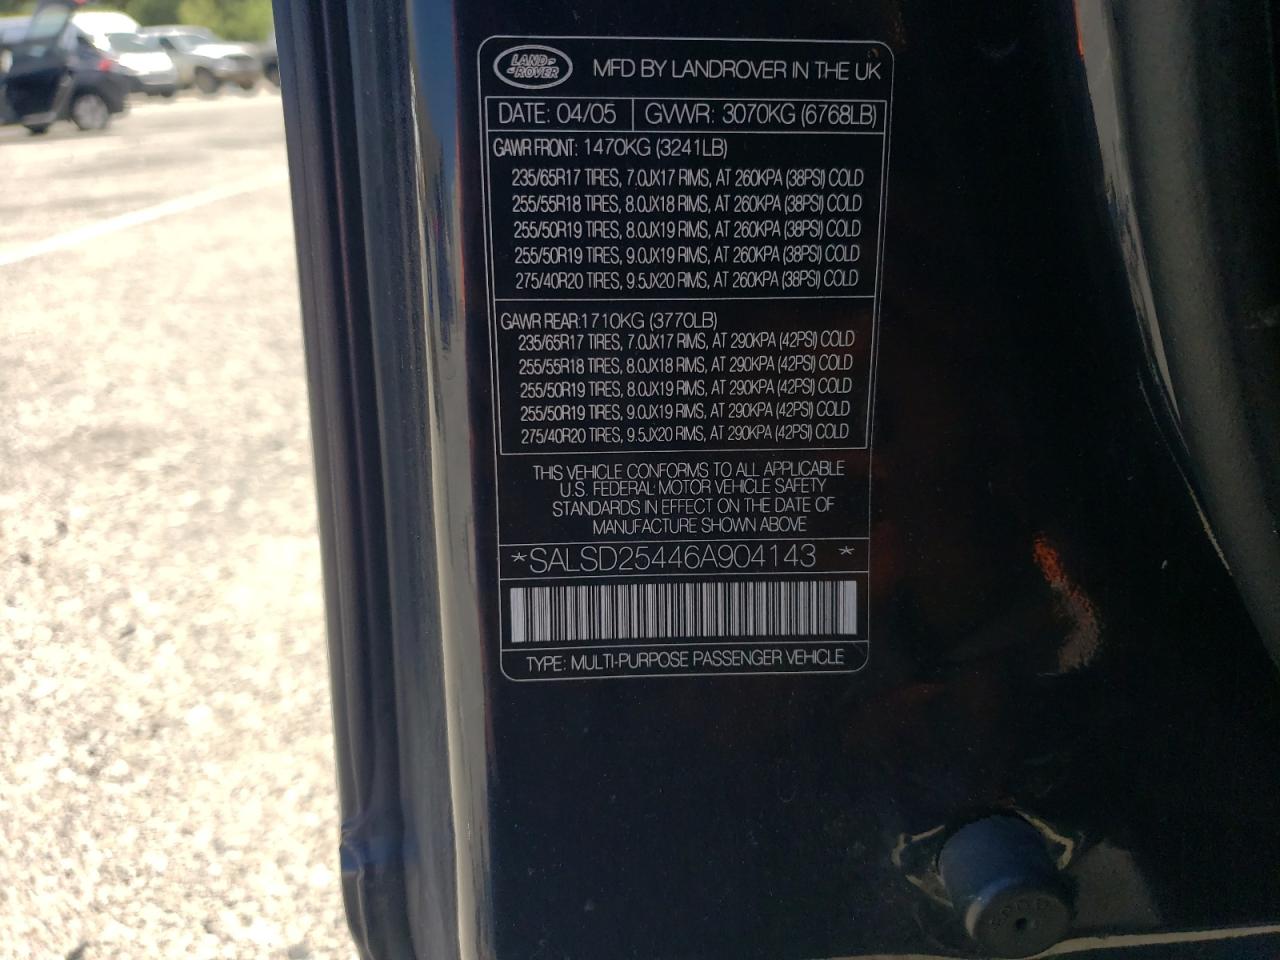 LAND ROVER MFD BY LANDROVER IN THE UK
DATE: 04/05 GVWR: 3070KG (6768LB)
GAWR FRONT: 1470KG (3241LB)
235/65R17 TIRES, 7.0JX17 RIMS, AT 260KPA (38PSI) COLD
255/55R18 TIRES, 8.0JX18 RIMS, AT 260KPA (38PSI) COLD
255/50R19 TIRES, 8.0JX19 RIMS, AT 260KPA (38PSI) COLD
255/50R19 TIRES, 9.0JX19 RIMS, AT 260KPA (38PSI) COLD
275/40R20 TIRES, 9.5JX20 RIMS, AT 260KPA (38PSI) COLD
GAWR REAR: 1710KG (3770LB)
235/65R17 TIRES, 7.0JX17 RIMS, AT 290KPA (42PSI) COLD
255/55R18 TIRES, 8.0JX18 RIMS, AT 290KPA (42PSI) COLD
255/50R19 TIRES, 8.0JX19 RIMS, AT 290KPA (42PSI) COLD
255/50R19 TIRES, 9.0JX19 RIMS, AT 290KPA (42PSI) COLD
275/40R20 TIRES, 9.5JX20 RIMS, AT 290KPA (42PSI) COLD
THIS VEHICLE CONFORMS TO ALL APPLICABLE
U.S. FEDERAL MOTOR VEHICLE SAFETY
STANDARDS IN EFFECT ON THE DATE OF
MANUFACTURE SHOWN ABOVE
*SALSD25446A904143 *
TYPE: MULTI-PURPOSE PASSENGER VEHICLE